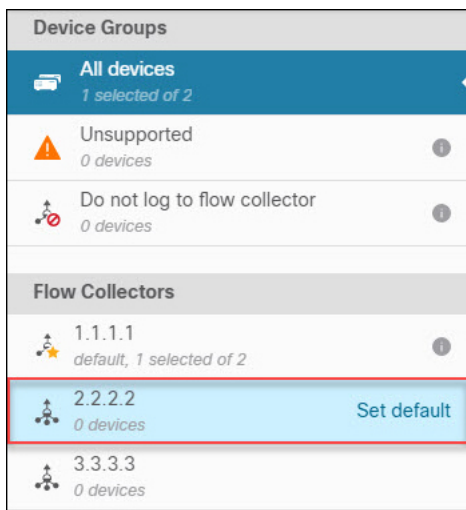 Device Groups
All devices
1 selected of 2
Unsupported
0 devices
Do not log to flow collector
0 devices
Flow Collectors
1.1.1.1
default, 1 selected of 2
2.2.2.2
Set default
0 devices
3.3.3.3
0 devices